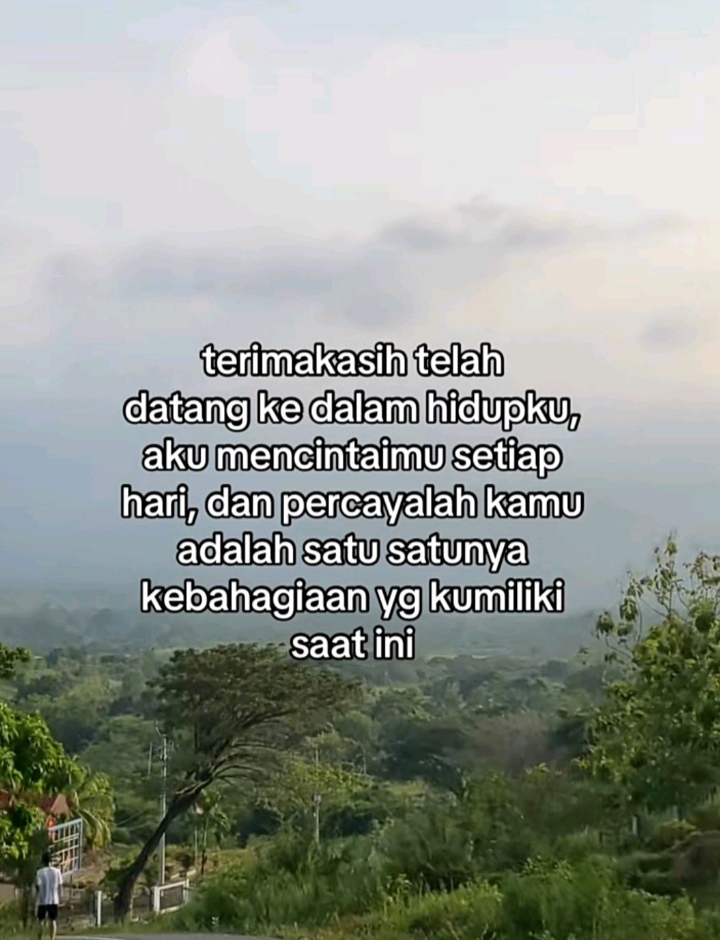 terimakasih telah
datang ke dalam hidupku,
aku mencintaimu setiap
hari, dan percayalah kamu
adalah satu satunya
kebahagiaan yg kumiliki
saat ini